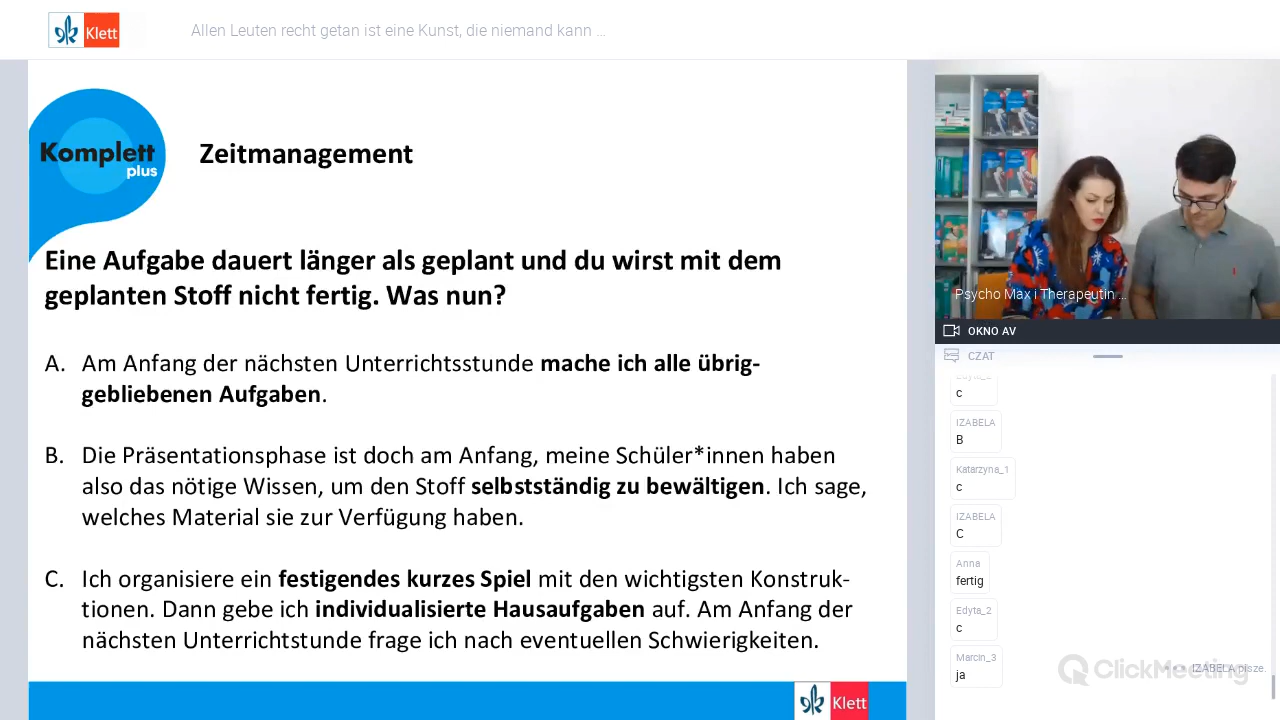 Klett
Allen Leuten recht getan ist eine Kunst, die niemand kann ...
Komplett
plus
Zeitmanagement
Eine Aufgabe dauert länger als geplant und du wirst mit dem
geplanten Stoff nicht fertig. Was nun?
A. Am Anfang der nächsten Unterrichtsstunde mache ich alle übrig-
gebliebenen Aufgaben.
B. Die Präsentationsphase ist doch am Anfang, meine Schüler*innen haben
also das nötige Wissen, um den Stoff selbstständig zu bewältigen. Ich sage,
welches Material sie zur Verfügung haben.
C. Ich organisiere ein festigendes kurzes Spiel mit den wichtigsten Konstruk-
tionen. Dann gebe ich individualisierte Hausaufgaben auf. Am Anfang der
nächsten Unterrichtstunde frage ich nach eventuellen Schwierigkeiten.
Klett
Psycho Max i Therapeutin ...
OKNO AV
CZAT
Edyta_2
c
IZABELA
B
Katarzyna_1
c
IZABELA
C
Anna
fertig
Edyta_2
c
Marcin_3
ja
ClickMeeting
IZABELA pisze.